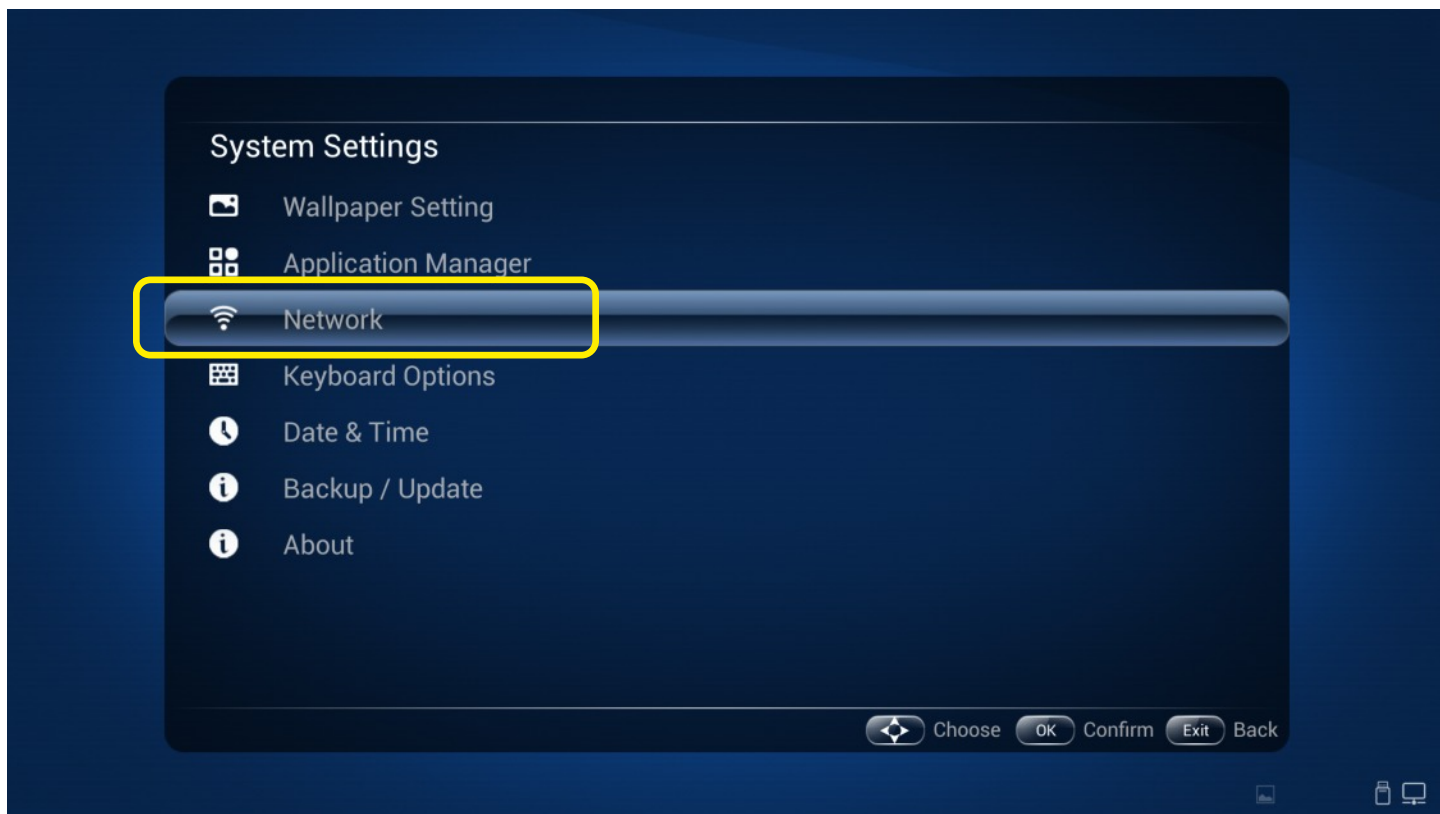 System Settings
Wallpaper Setting
Application Manager
Network
Keyboard Options
Date & Time
Backup / Update
About
Choose OK Confirm Exit Back